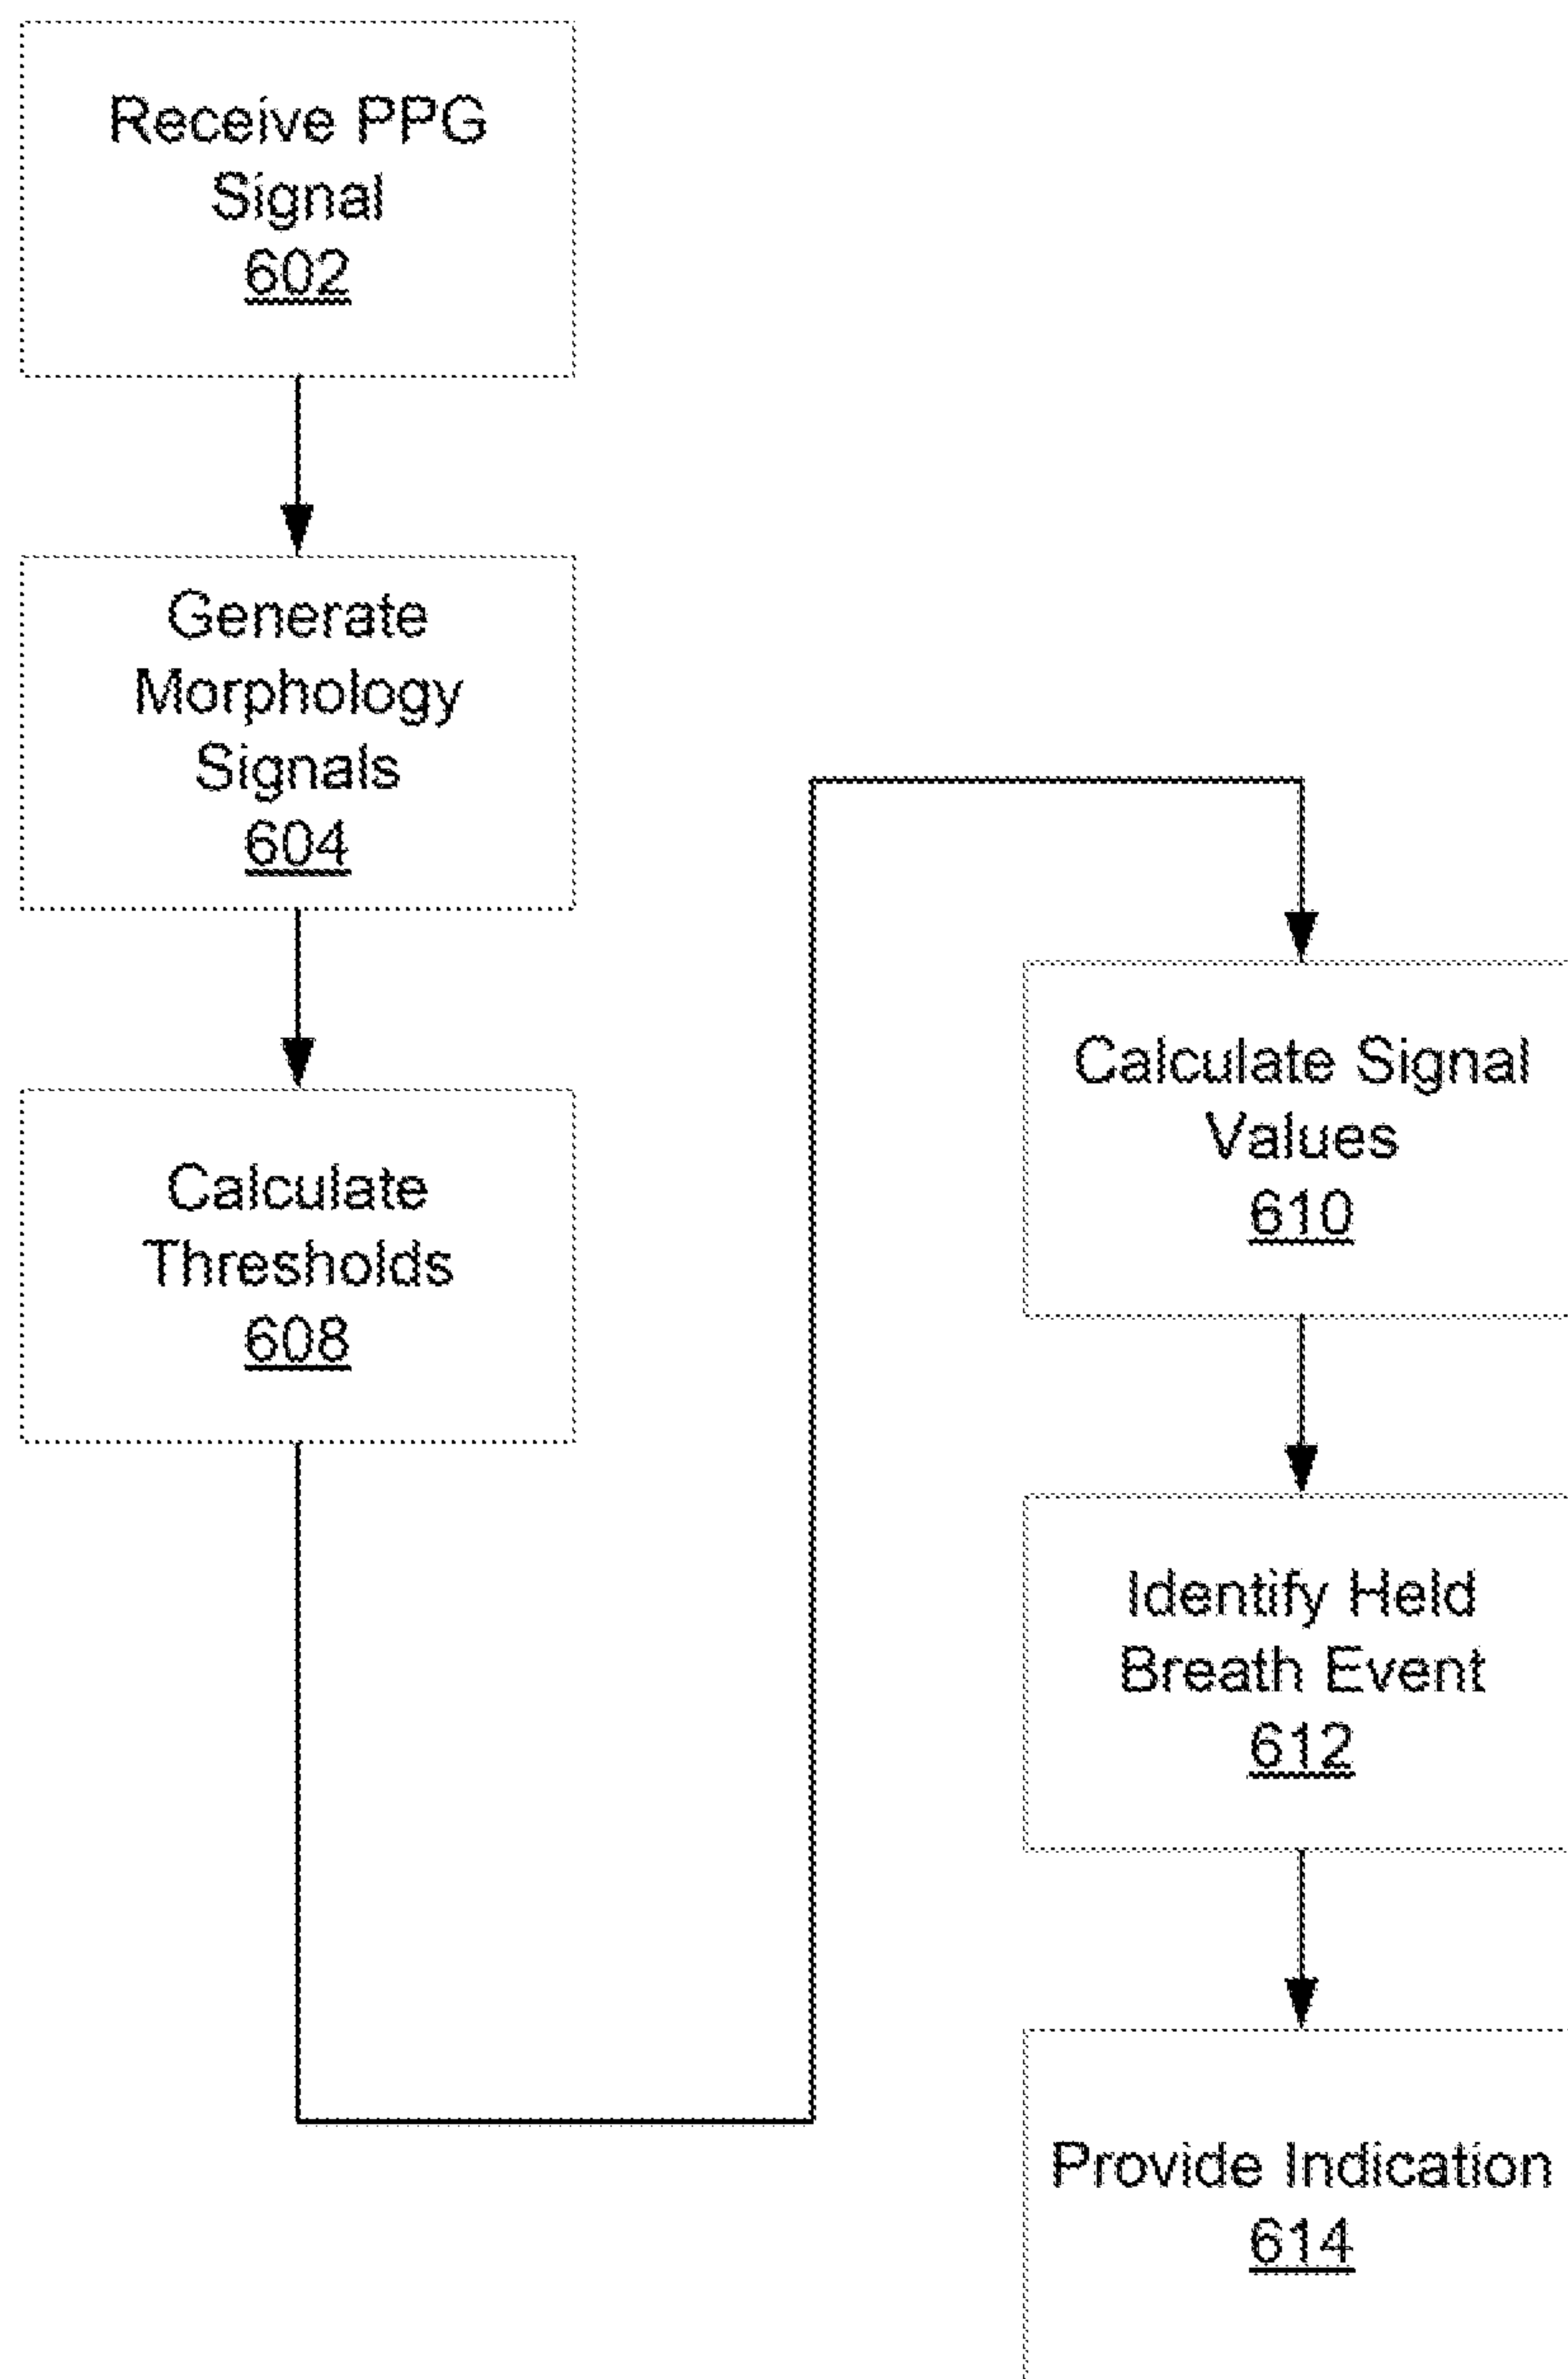 Receive PPG
Signal
602
Generate
Morphology
Signals
604
Calculate
Thresholds
608
Calculate Signal
Values
610
Identify Held
Breath Event
612
Provide Indication
614